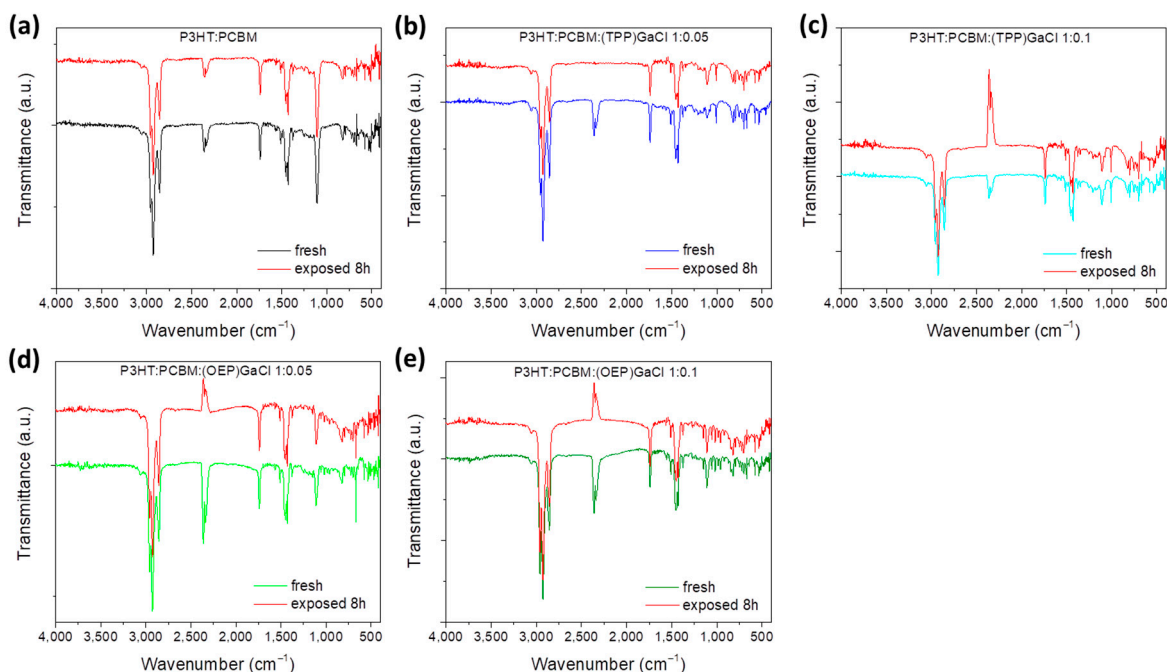 (a)
P3HT:PCBM
Transmittance (a.u.)
fresh
exposed 8h
4,000 3,500 3,000 2,500 2,000 1,500 1,000 500
Wavenumber (cm⁻¹)
(b)
P3HT:PCBM:(TPP)GaCl 1:0.05
Transmittance (a.u.)
fresh
exposed 8h
4,000 3,500 3,000 2,500 2,000 1,500 1,000 500
Wavenumber (cm⁻¹)
(c)
P3HT:PCBM:(TPP)GaCl 1:0.1
Transmittance (a.u.)
fresh
exposed 8h
4,000 3,500 3,000 2,500 2,000 1,500 1,000 500
Wavenumber (cm⁻¹)
(d)
P3HT:PCBM:(OEP)GaCl 1:0.05
Transmittance (a.u.)
fresh
exposed 8h
4,000 3,500 3,000 2,500 2,000 1,500 1,000 500
Wavenumber (cm⁻¹)
(e)
P3HT:PCBM:(OEP)GaCl 1:0.1
Transmittance (a.u.)
fresh
exposed 8h
4,000 3,500 3,000 2,500 2,000 1,500 1,000 500
Wavenumber (cm⁻¹)